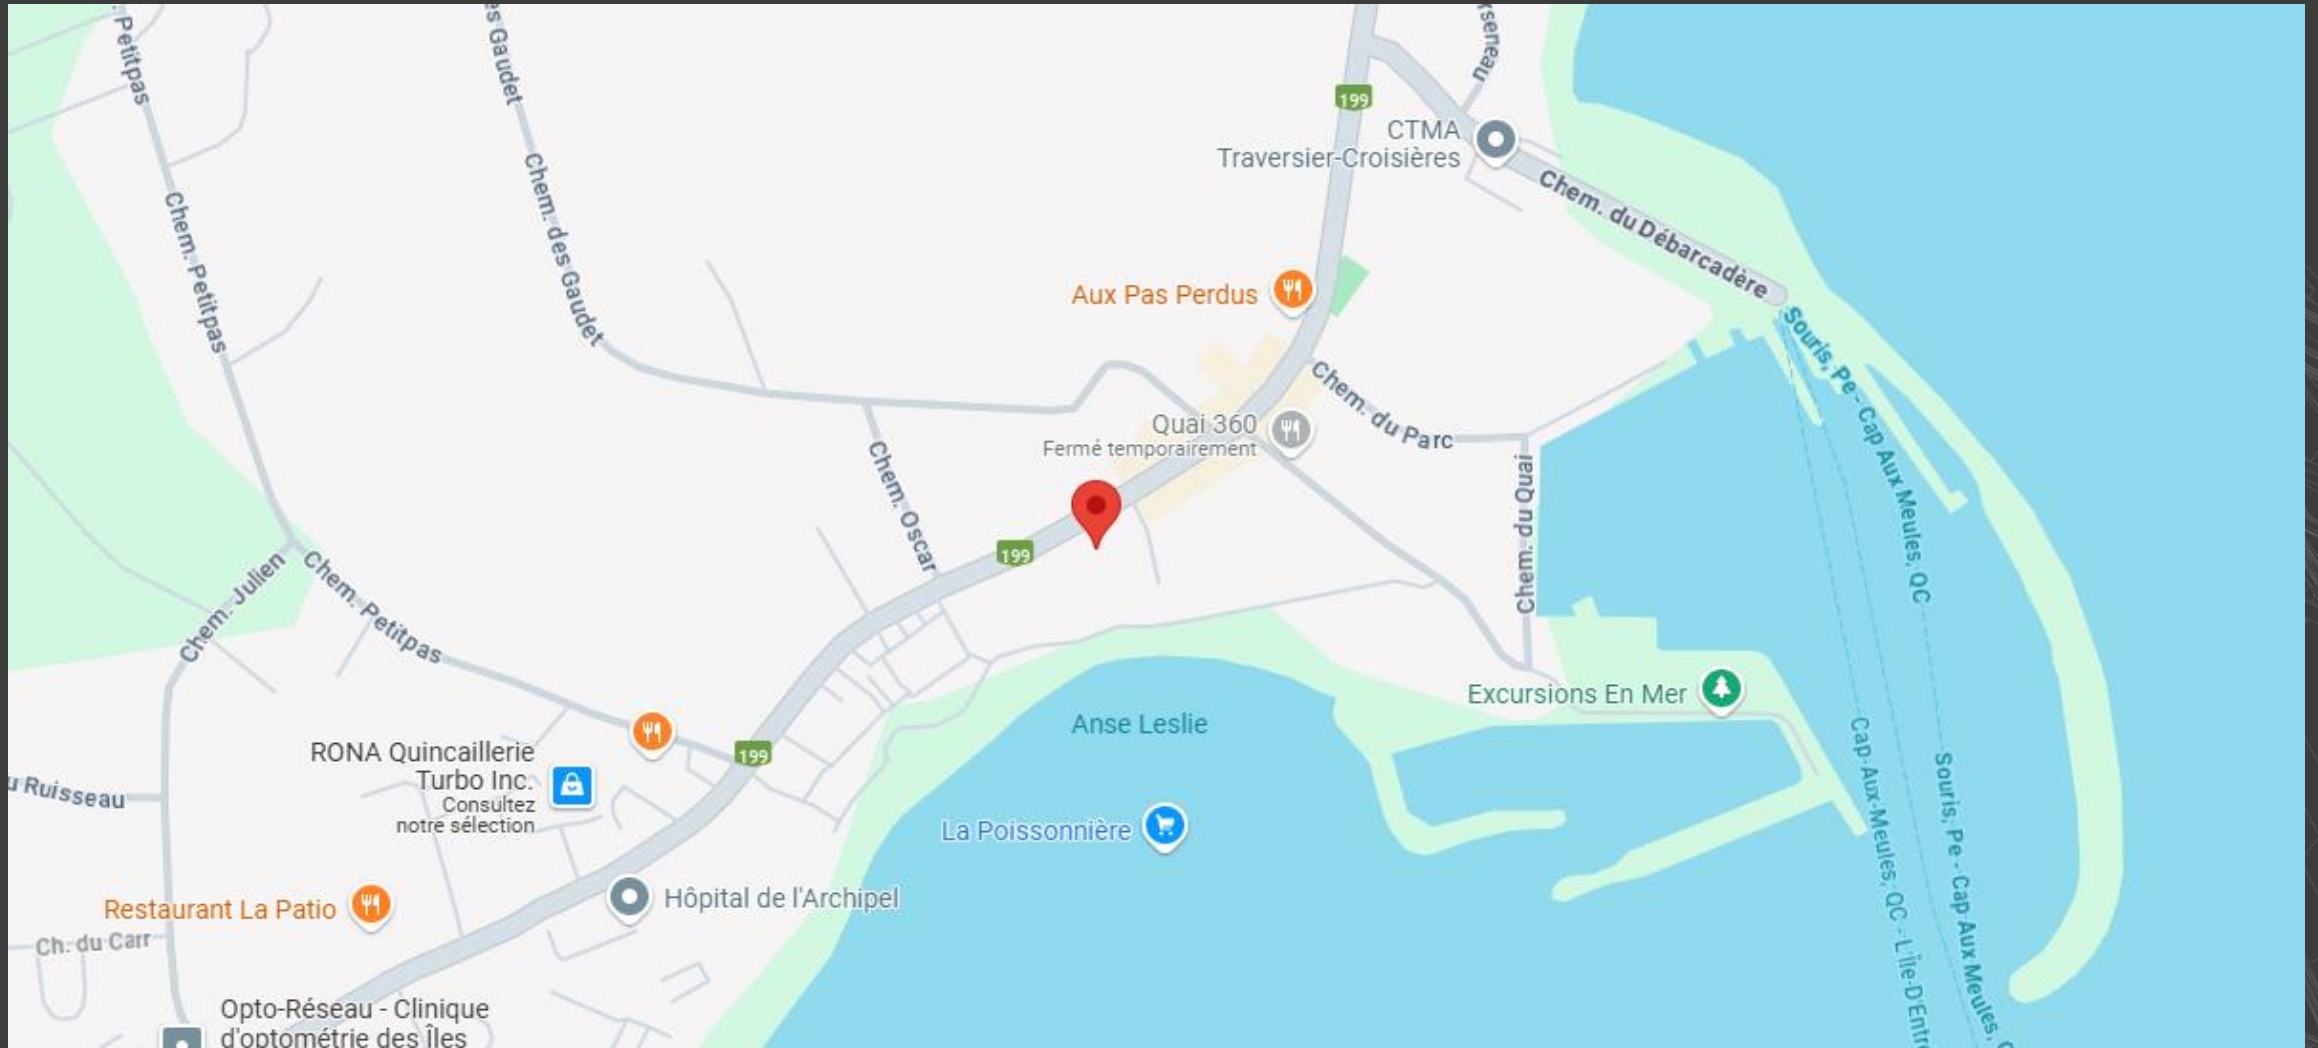 Petitpas
es Gaudet
199
CTMA
Traversier-Croisières
Chem. du Débarcadère
Chem. des Gaudet
Chem. Petitpas
Aux Pas Perdus
Souris, Pe - Cap Aux Meules, QC
Chem. du Parc
Quai 360
Fermé temporairement
Chem. Oscar
Chem. du Quai
199
Chem. Julien
Chem. Petitpas
Excursions En Mer
Anse Leslie
199
RONA Quincaillerie
Turbo Inc.
Consultez
notre sélection
u Ruisseau
La Poissonnière
Cap-Aux-Meules, QC - L'Île-D'Entr
Souris, Pe - Cap Aux Meules,
Hôpital de l'Archipel
Restaurant La Patio
Ch. du Carr
Opto-Réseau - Clinique
d'optométrie des Îles